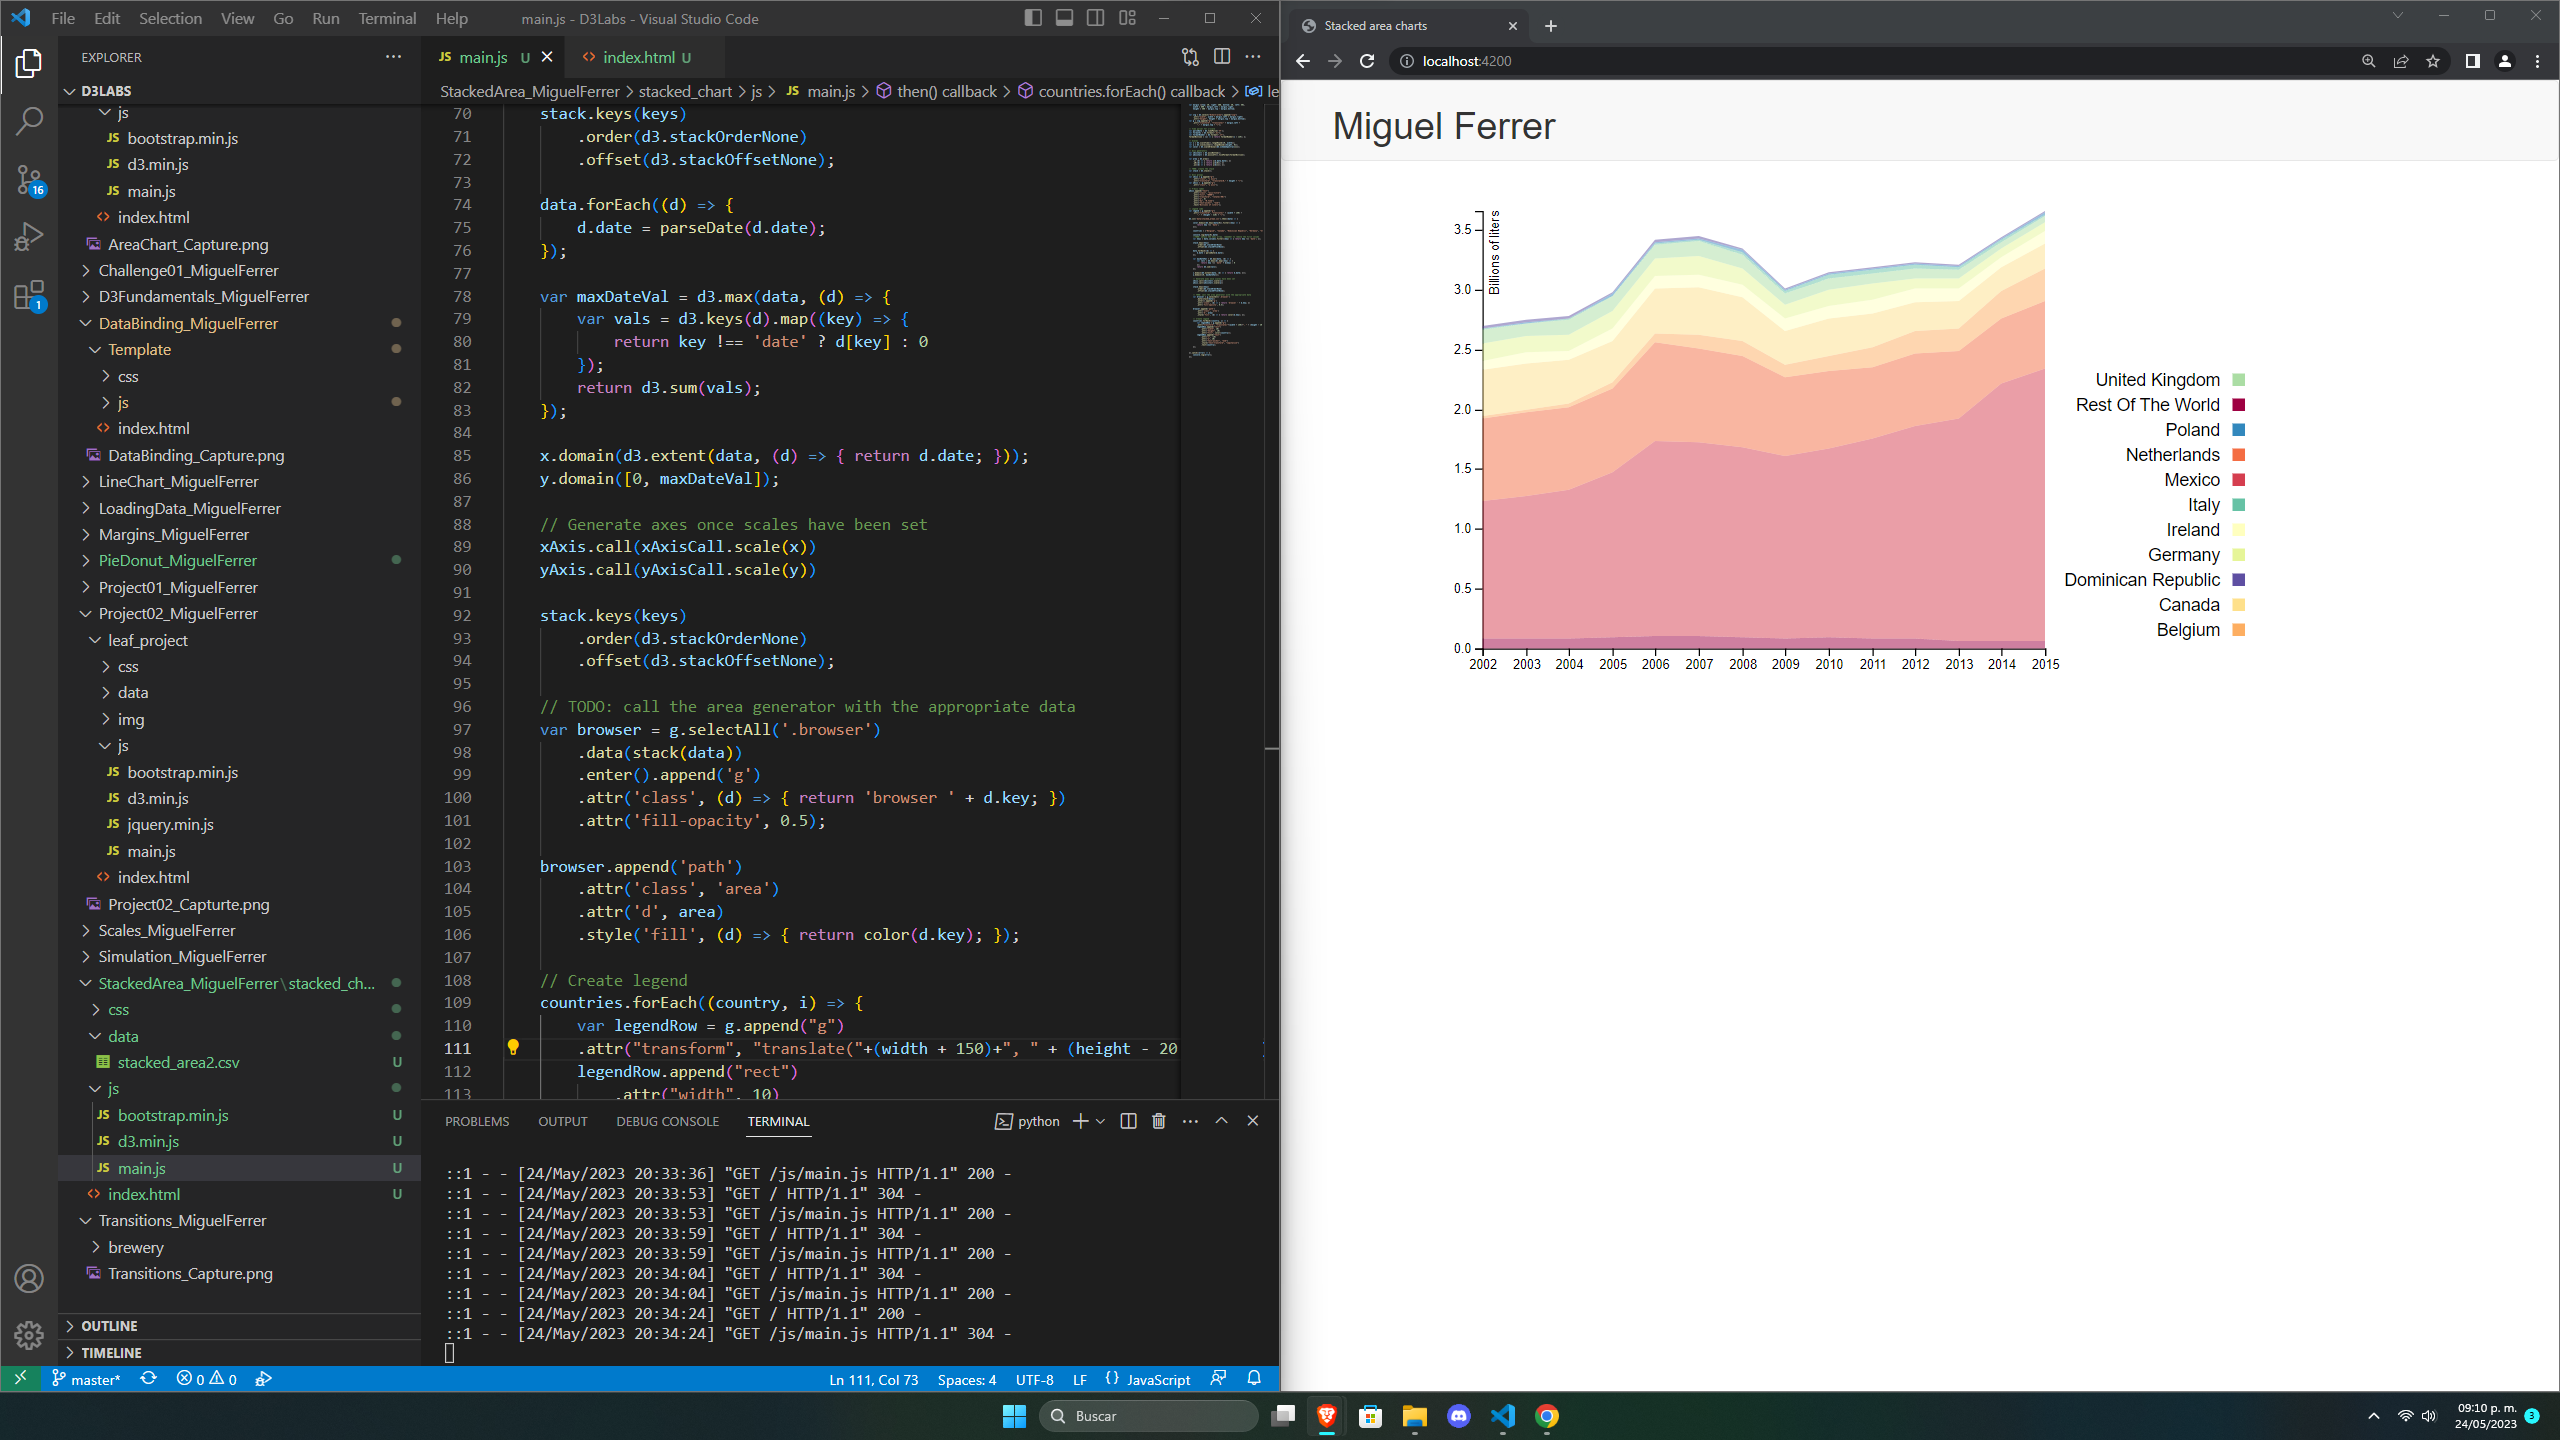 File Edit Selection View Go Run Terminal Help main.js - D3Labs - Visual Studio Code
EXPLORER
D3LABS
js
JS bootstrap.min.js
JS d3.min.js
JS main.js
<> index.html
AreaChart_Capture.png
Challenge01_MiguelFerrer
D3Fundamentals_MiguelFerrer
DataBinding_MiguelFerrer
Template
css
js
<> index.html
DataBinding_Capture.png
LineChart_MiguelFerrer
LoadingData_MiguelFerrer
Margins_MiguelFerrer
PieDonut_MiguelFerrer
Project01_MiguelFerrer
Project02_MiguelFerrer
leaf_project
css
data
img
js
JS bootstrap.min.js
JS d3.min.js
JS jquery.min.js
JS main.js
<> index.html
Project02_Capturte.png
Scales_MiguelFerrer
Simulation_MiguelFerrer
StackedArea_MiguelFerrer\stacked_ch...
css
data
stacked_area2.csv U
js
JS bootstrap.min.js U
JS d3.min.js U
JS main.js U
<> index.html U
Transitions_MiguelFerrer
brewery
Transitions_Capture.png
OUTLINE
TIMELINE
16
1
JS main.js U
<> index.html U
StackedArea_MiguelFerrer > stacked_chart > js > JS main.js > then() callback > countries.forEach() callback > le
70 stack.keys(keys)
71 .order(d3.stackOrderNone)
72 .offset(d3.stackOffsetNone);
73
74 data.forEach((d) => {
75 d.date = parseDate(d.date);
76 });
77
78 var maxDateVal = d3.max(data, (d) => {
79 var vals = d3.keys(d).map((key) => {
80 return key !== 'date' ? d[key] : 0
81 });
82 return d3.sum(vals);
83 });
84
85 x.domain(d3.extent(data, (d) => { return d.date; }));
86 y.domain([0, maxDateVal]);
87
88 // Generate axes once scales have been set
89 xAxis.call(xAxisCall.scale(x))
90 yAxis.call(yAxisCall.scale(y))
91
92 stack.keys(keys)
93 .order(d3.stackOrderNone)
94 .offset(d3.stackOffsetNone);
95
96 // TODO: call the area generator with the appropriate data
97 var browser = g.selectAll('.browser')
98 .data(stack(data))
99 .enter().append('g')
100 .attr('class', (d) => { return 'browser ' + d.key; })
101 .attr('fill-opacity', 0.5);
102
103 browser.append('path')
104 .attr('class', 'area')
105 .attr('d', area)
106 .style('fill', (d) => { return color(d.key); });
107
108 // Create legend
109 countries.forEach((country, i) => {
110 var legendRow = g.append("g")
111 .attr("transform", "translate("+(width + 150)+", " + (height - 20
112 legendRow.append("rect")
113 .attr("width", 10)
PROBLEMS OUTPUT DEBUG CONSOLE TERMINAL python
::1 - - [24/May/2023 20:33:36] "GET /js/main.js HTTP/1.1" 200 -
::1 - - [24/May/2023 20:33:53] "GET / HTTP/1.1" 304 -
::1 - - [24/May/2023 20:33:53] "GET /js/main.js HTTP/1.1" 200 -
::1 - - [24/May/2023 20:33:59] "GET / HTTP/1.1" 304 -
::1 - - [24/May/2023 20:33:59] "GET /js/main.js HTTP/1.1" 200 -
::1 - - [24/May/2023 20:34:04] "GET / HTTP/1.1" 304 -
::1 - - [24/May/2023 20:34:04] "GET /js/main.js HTTP/1.1" 200 -
::1 - - [24/May/2023 20:34:24] "GET / HTTP/1.1" 200 -
::1 - - [24/May/2023 20:34:24] "GET /js/main.js HTTP/1.1" 304 -
master* 0 0 Ln 111, Col 73 Spaces: 4 UTF-8 LF {} JavaScript
Stacked area charts
localhost:4200
Miguel Ferrer
Billions of liters
3.5
3.0
2.5
2.0
1.5
1.0
0.5
0.0
2002 2003 2004 2005 2006 2007 2008 2009 2010 2011 2012 2013 2014 2015
United Kingdom
Rest Of The World
Poland
Netherlands
Mexico
Italy
Ireland
Germany
Dominican Republic
Canada
Belgium
Buscar
09:10 p. m.
24/05/2023
3